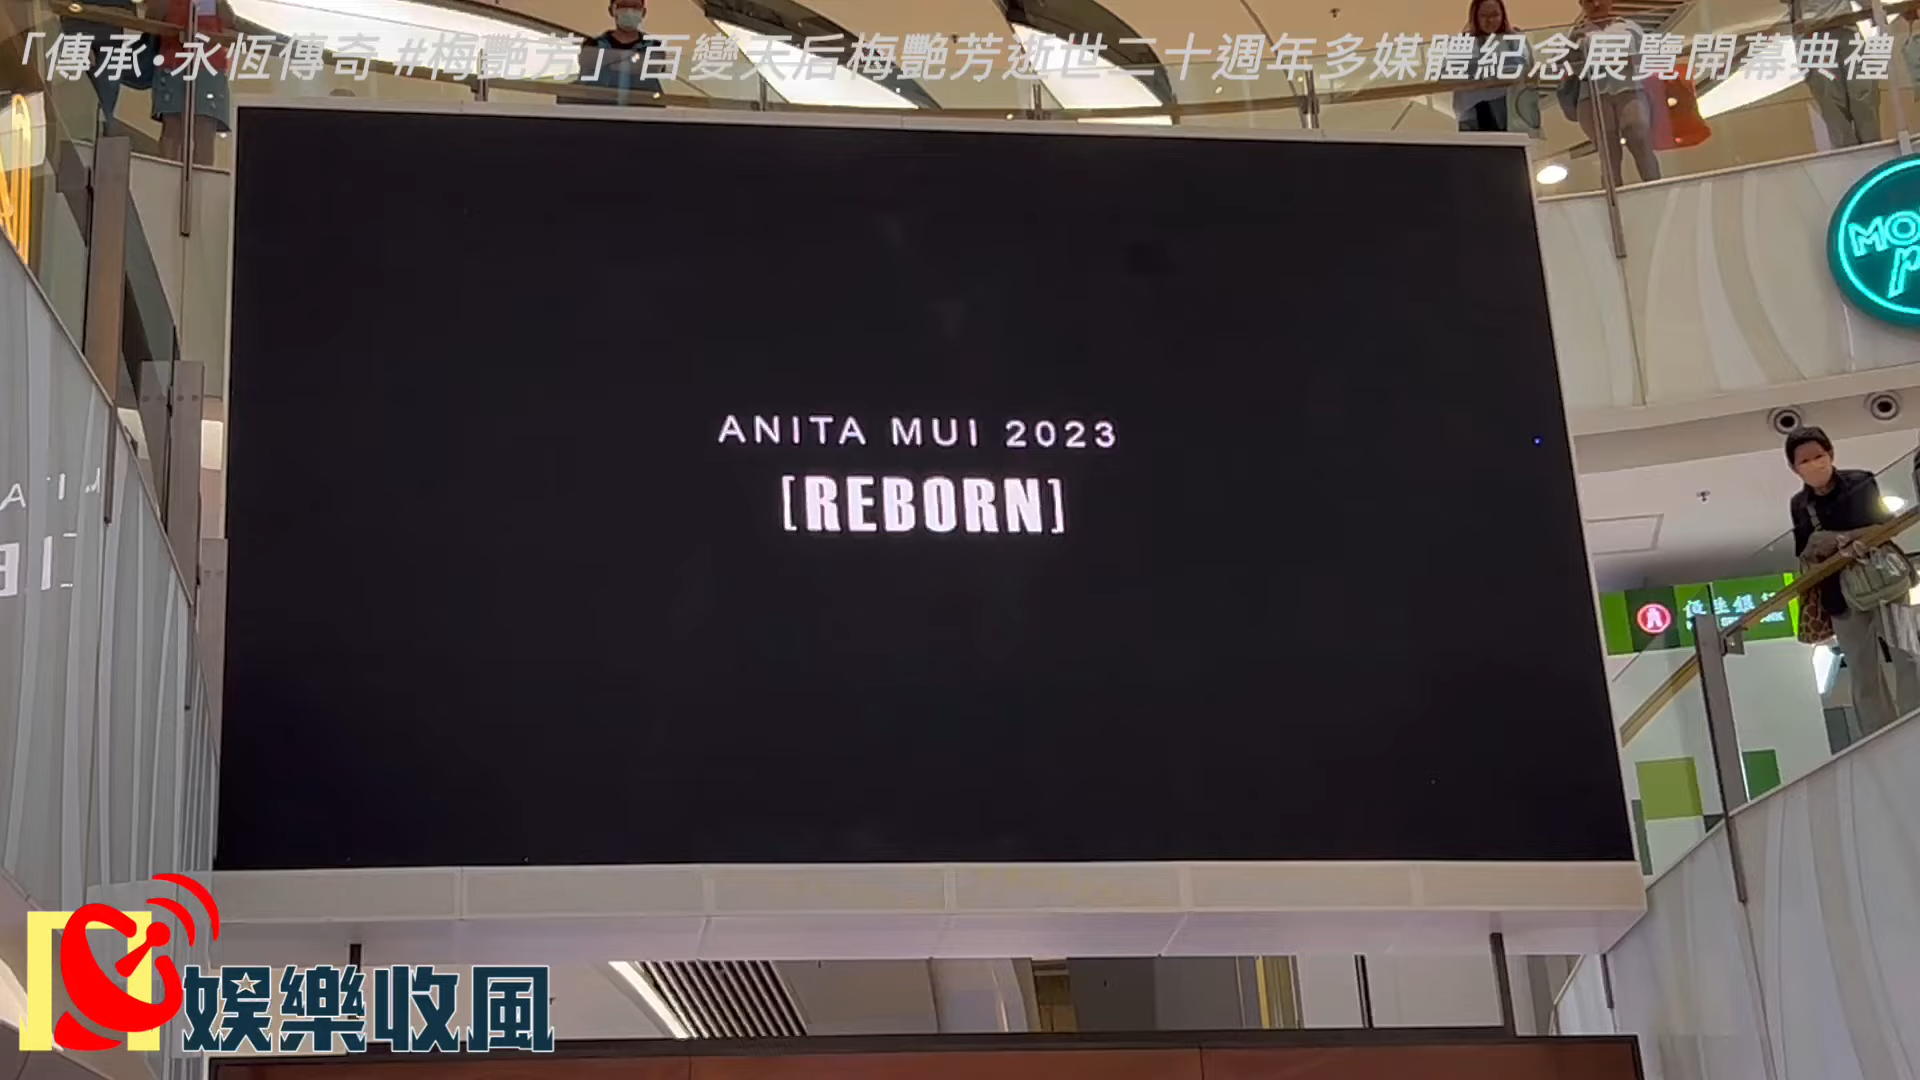 「傳承•永恆傳奇 #梅艷芳」百變天后梅艷芳逝世二十週年多媒體紀念展覽開幕典禮
ANITA MUI 2023
[REBORN]
娛樂收風